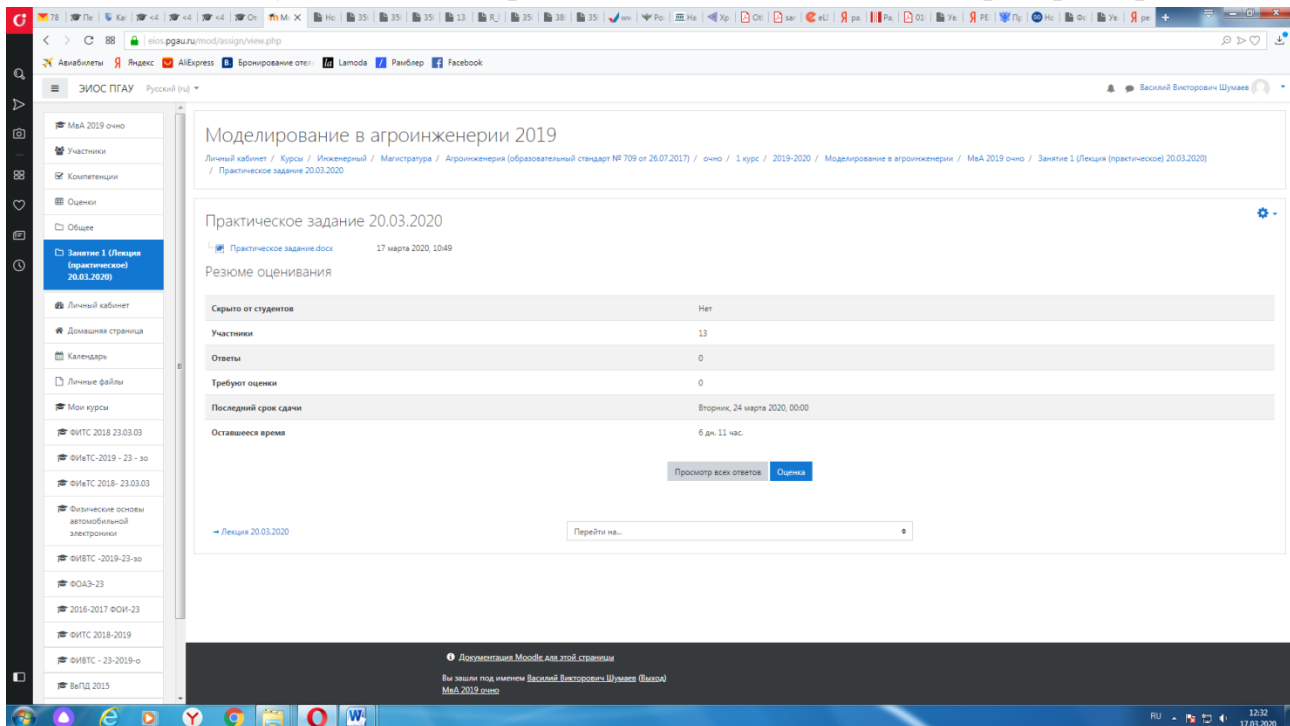 eios.pgau.ru/mod/assign/view.php
Авиабилеты Яндекс AliExpress Бронирование отел Lamoda Рамблер Facebook
ЭИОС ПГАУ Русский (ru)
Василий Викторович Шумаев
МвА 2019 очно
Участники
Компетенции
Оценки
Общее
Занятие 1 (Лекция
(практическое)
20.03.2020)
Личный кабинет
Домашняя страница
Календарь
Личные файлы
Мои курсы
ФИТС 2018 23.03.03
ФИвТС-2019 - 23 - зо
ФИвТС 2018- 23.03.03
Физические основы
автомобильной
электроники
ФИВТС -2019-23-зо
ФОАЭ-23
2016-2017 ФОИ-23
ФИТС 2018-2019
ФИВТС - 23-2019-о
ВеПД 2015
Моделирование в агроинженерии 2019
Личный кабинет / Курсы / Инженерный / Магистратура / Агроинженерия (образовательный стандарт № 709 от 26.07.2017) / очно / 1 курс / 2019-2020 / Моделирование в агроинженерии / МвА 2019 очно / Занятие 1 (Лекция (практическое) 20.03.2020)
/ Практическое задание 20.03.2020
Практическое задание 20.03.2020
Практическое задание.docx 17 марта 2020, 10:49
Резюме оценивания
Скрыто от студентов Нет
Участники 13
Ответы 0
Требуют оценки 0
Последний срок сдачи Вторник, 24 марта 2020, 00:00
Оставшееся время 6 дн. 11 час.
Просмотр всех ответов Оценка
→ Лекция 20.03.2020 Перейти на...
Документация Moodle для этой страницы
Вы зашли под именем Василий Викторович Шумаев (Выход)
МвА 2019 очно
RU 12:32
17.03.2020